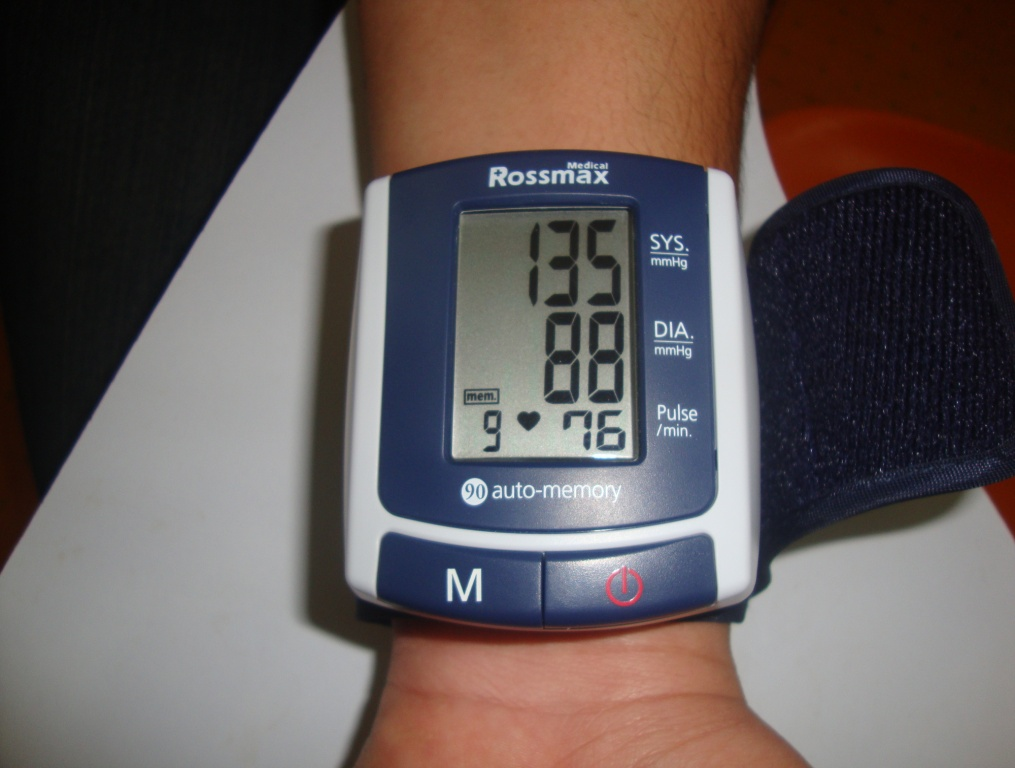 Medical
Rossmax
135
SYS.
mmHg
88
DIA.
mmHg
mem.
9 76
Pulse
/min.
90 auto-memory
M